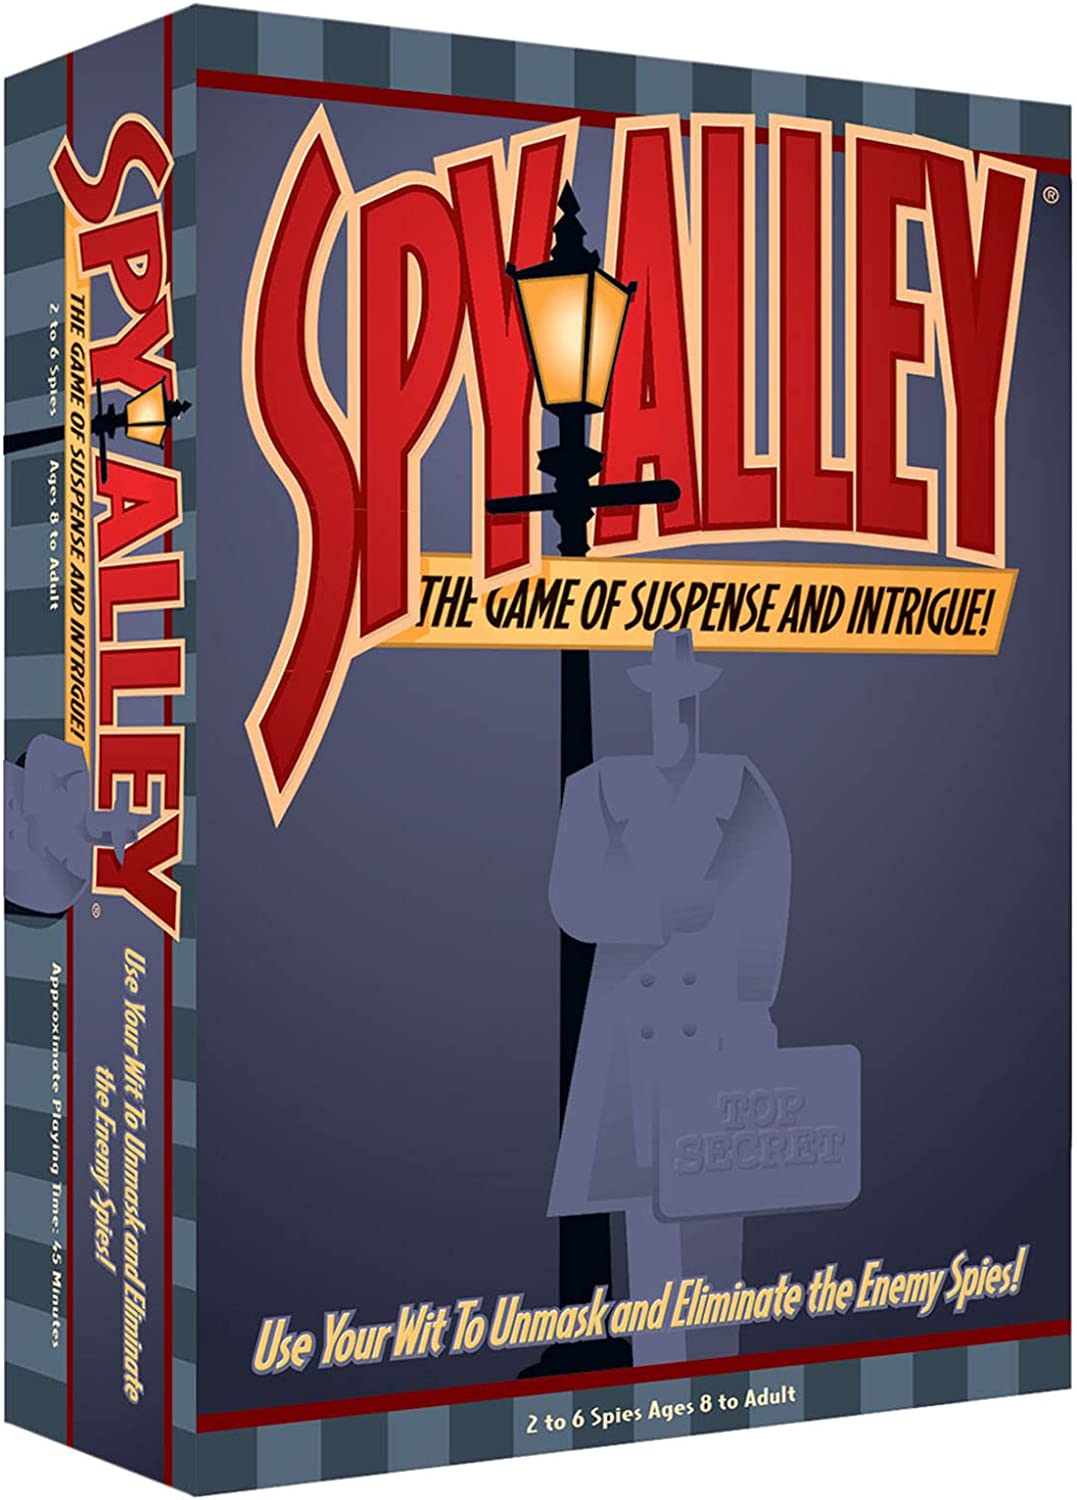 SPY ALLEY®
THE GAME OF SUSPENSE AND INTRIGUE!
TOP
SECRET
Use Your Wit To Unmask and Eliminate the Enemy Spies!
2 to 6 Spies Ages 8 to Adult
SPY ALLEY®
THE GAME OF SUSPENSE AND INTRIGUE!
2 to 6 Spies Ages 8 to Adult
Use Your Wit To Unmask and Eliminate
the Enemy Spies!
Approximate Playing Time: 45 Minutes